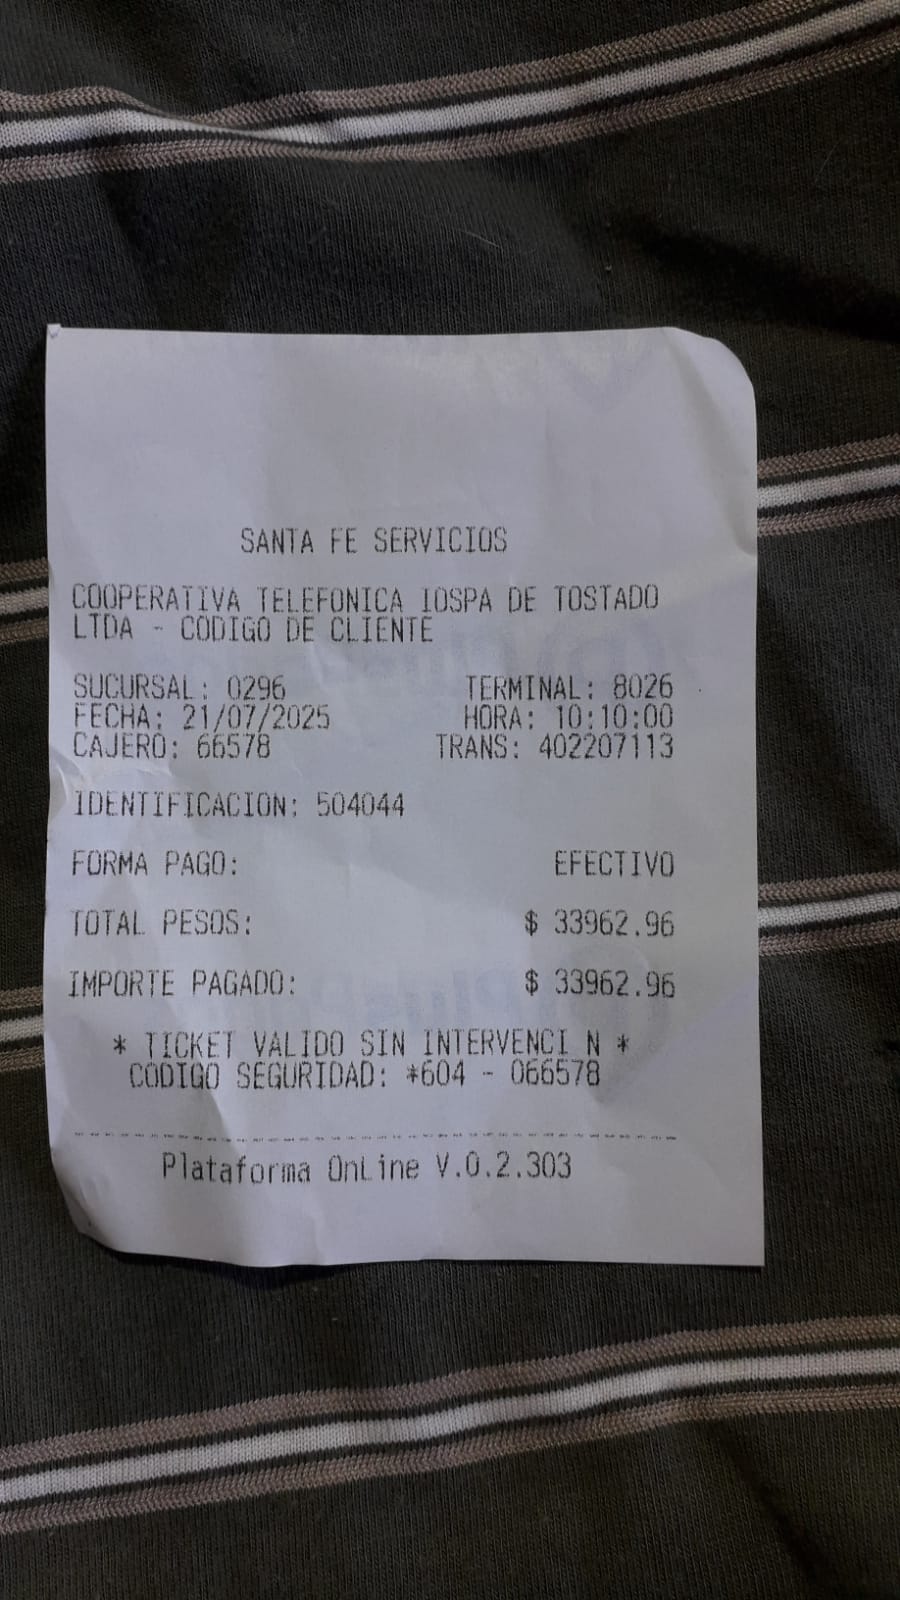 SANTA FE SERVICIOS
COOPERATIVA TELEFONICA IOSPA DE TOSTADO
LTDA - CODIGO DE CLIENTE
SUCURSAL: 0296 TERMINAL: 8026
FECHA: 21/07/2025 HORA: 10:10:00
CAJERO: 66578 TRANS: 402207113
IDENTIFICACION: 504044
FORMA PAGO: EFECTIVO
TOTAL PESOS: $ 33962.96
IMPORTE PAGADO: $ 33962.96
* TICKET VALIDO SIN INTERVENCI N *
CODIGO SEGURIDAD: *604 - 066578
Plataforma OnLine V.0.2.303